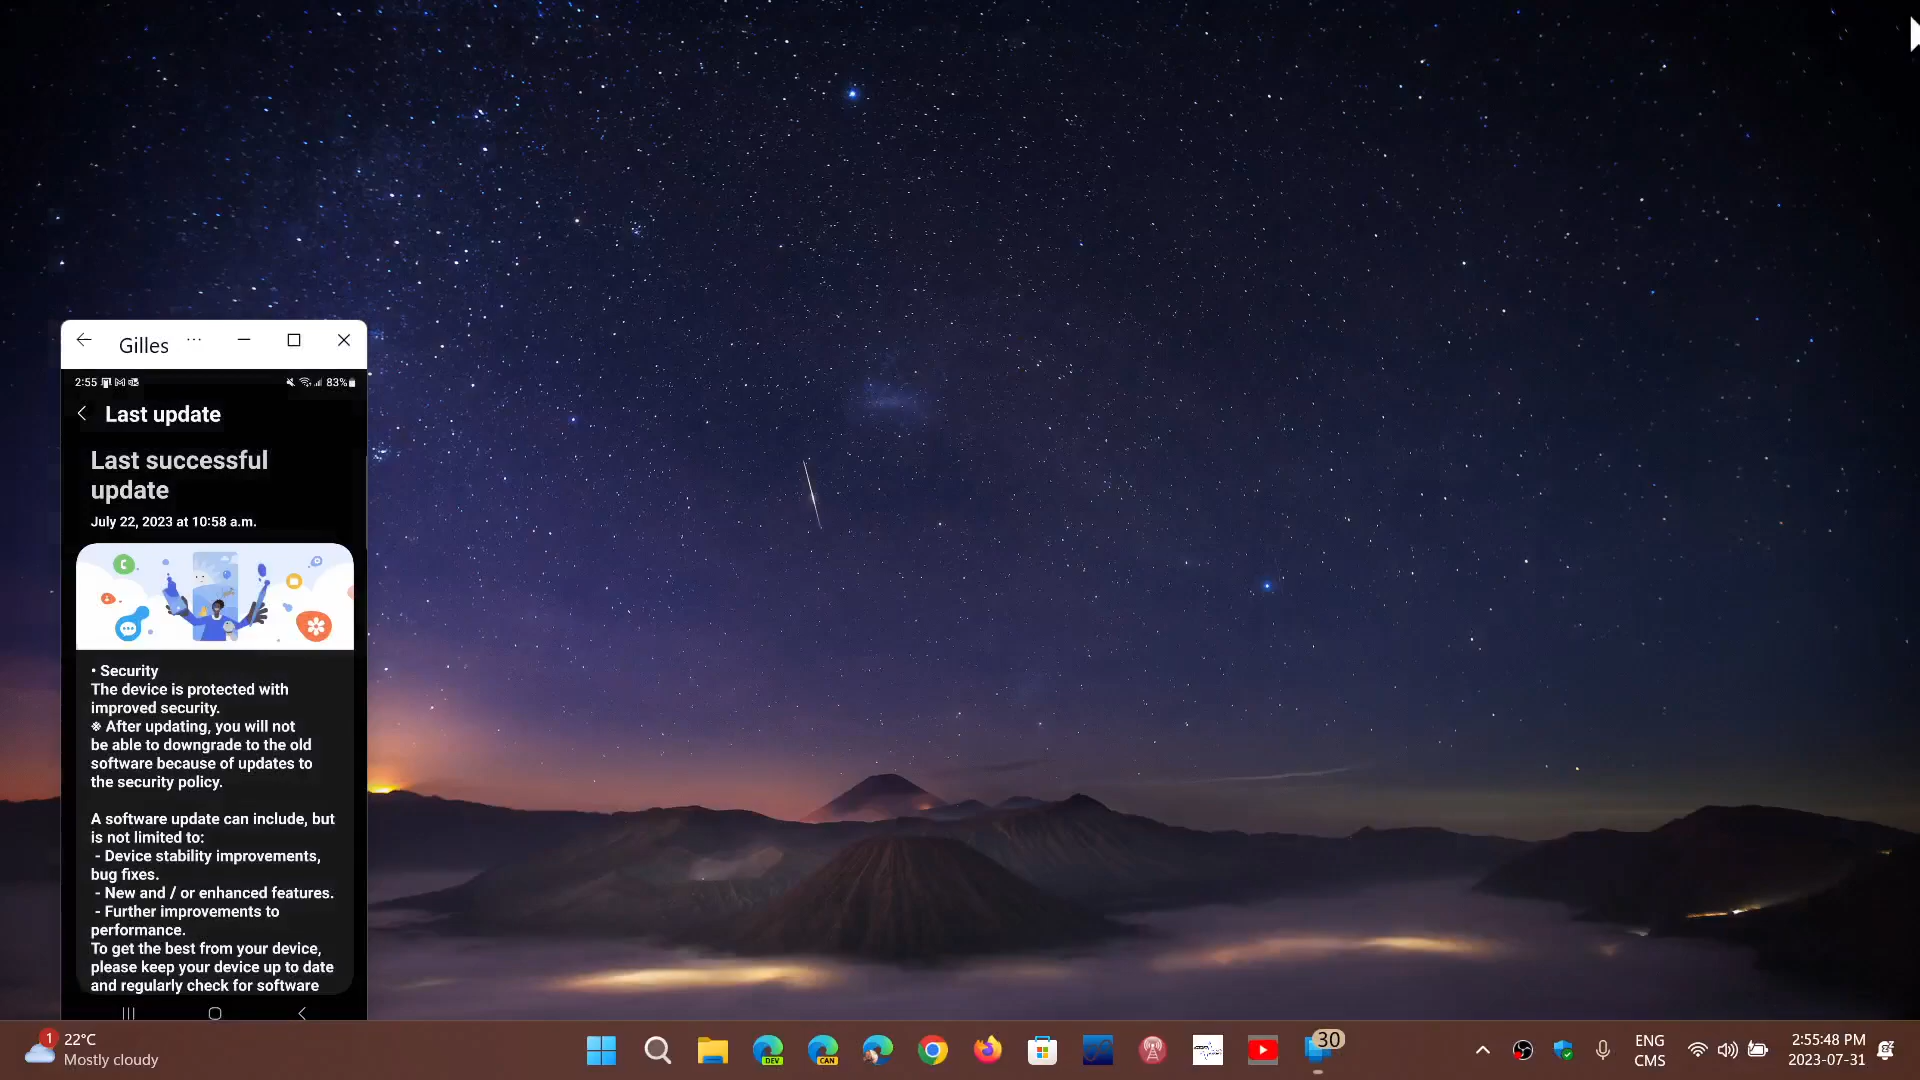 Gilles
2:55
83%
Last update
Last successful
update
July 22, 2023 at 10:58 a.m.
• Security
The device is protected with
improved security.
※ After updating, you will not
be able to downgrade to the old
software because of updates to
the security policy.
A software update can include, but
is not limited to:
- Device stability improvements,
bug fixes.
- New and / or enhanced features.
- Further improvements to
performance.
To get the best from your device,
please keep your device up to date
and regularly check for software
1
22°C
Mostly cloudy
DEV
CAN
30
ENG
CMS
2:55:48 PM
2023-07-31